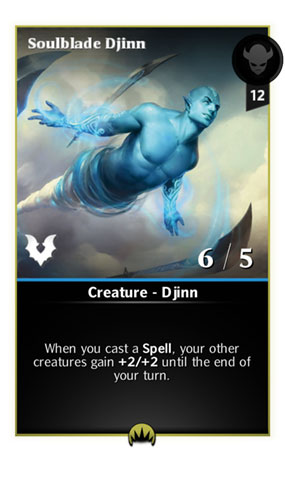 Soulblade Djinn
12
6 / 5
Creature - Djinn
When you cast a Spell, your other
creatures gain +2/+2 until the end of
your turn.